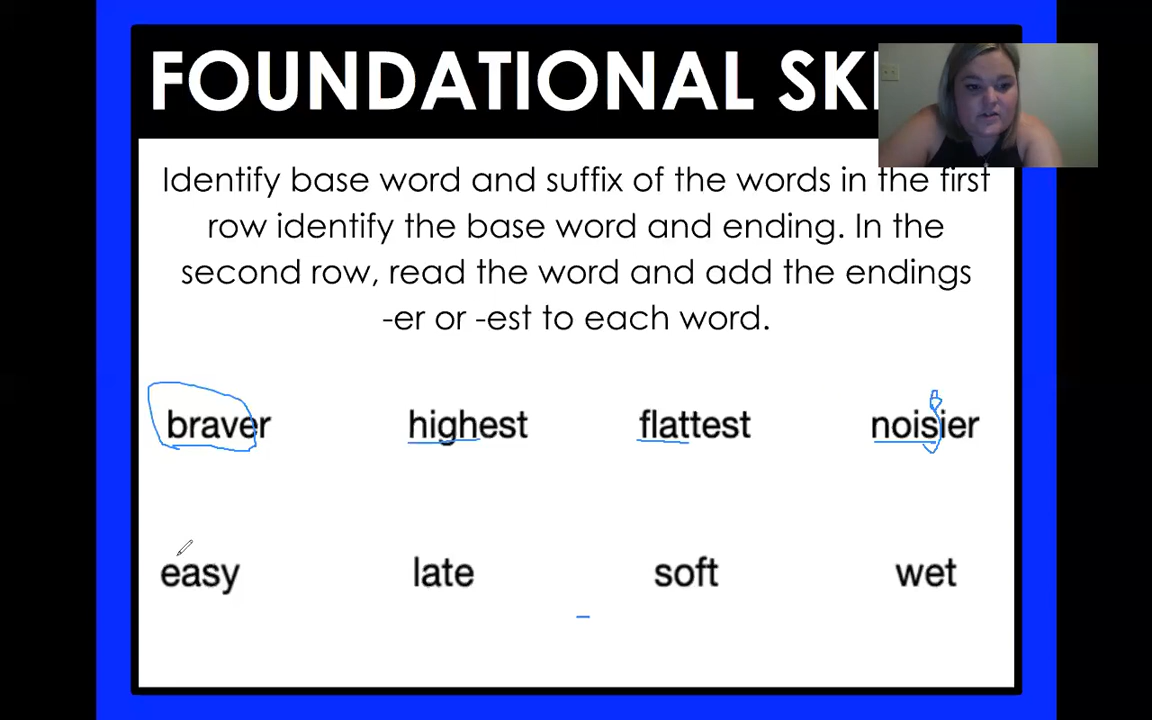 FOUNDATIONAL SK
Identify base word and suffix of the words in the first
row identify the base word and ending. In the
second row, read the word and add the endings
-er or -est to each word.
braver highest flattest noisier
easy late soft wet